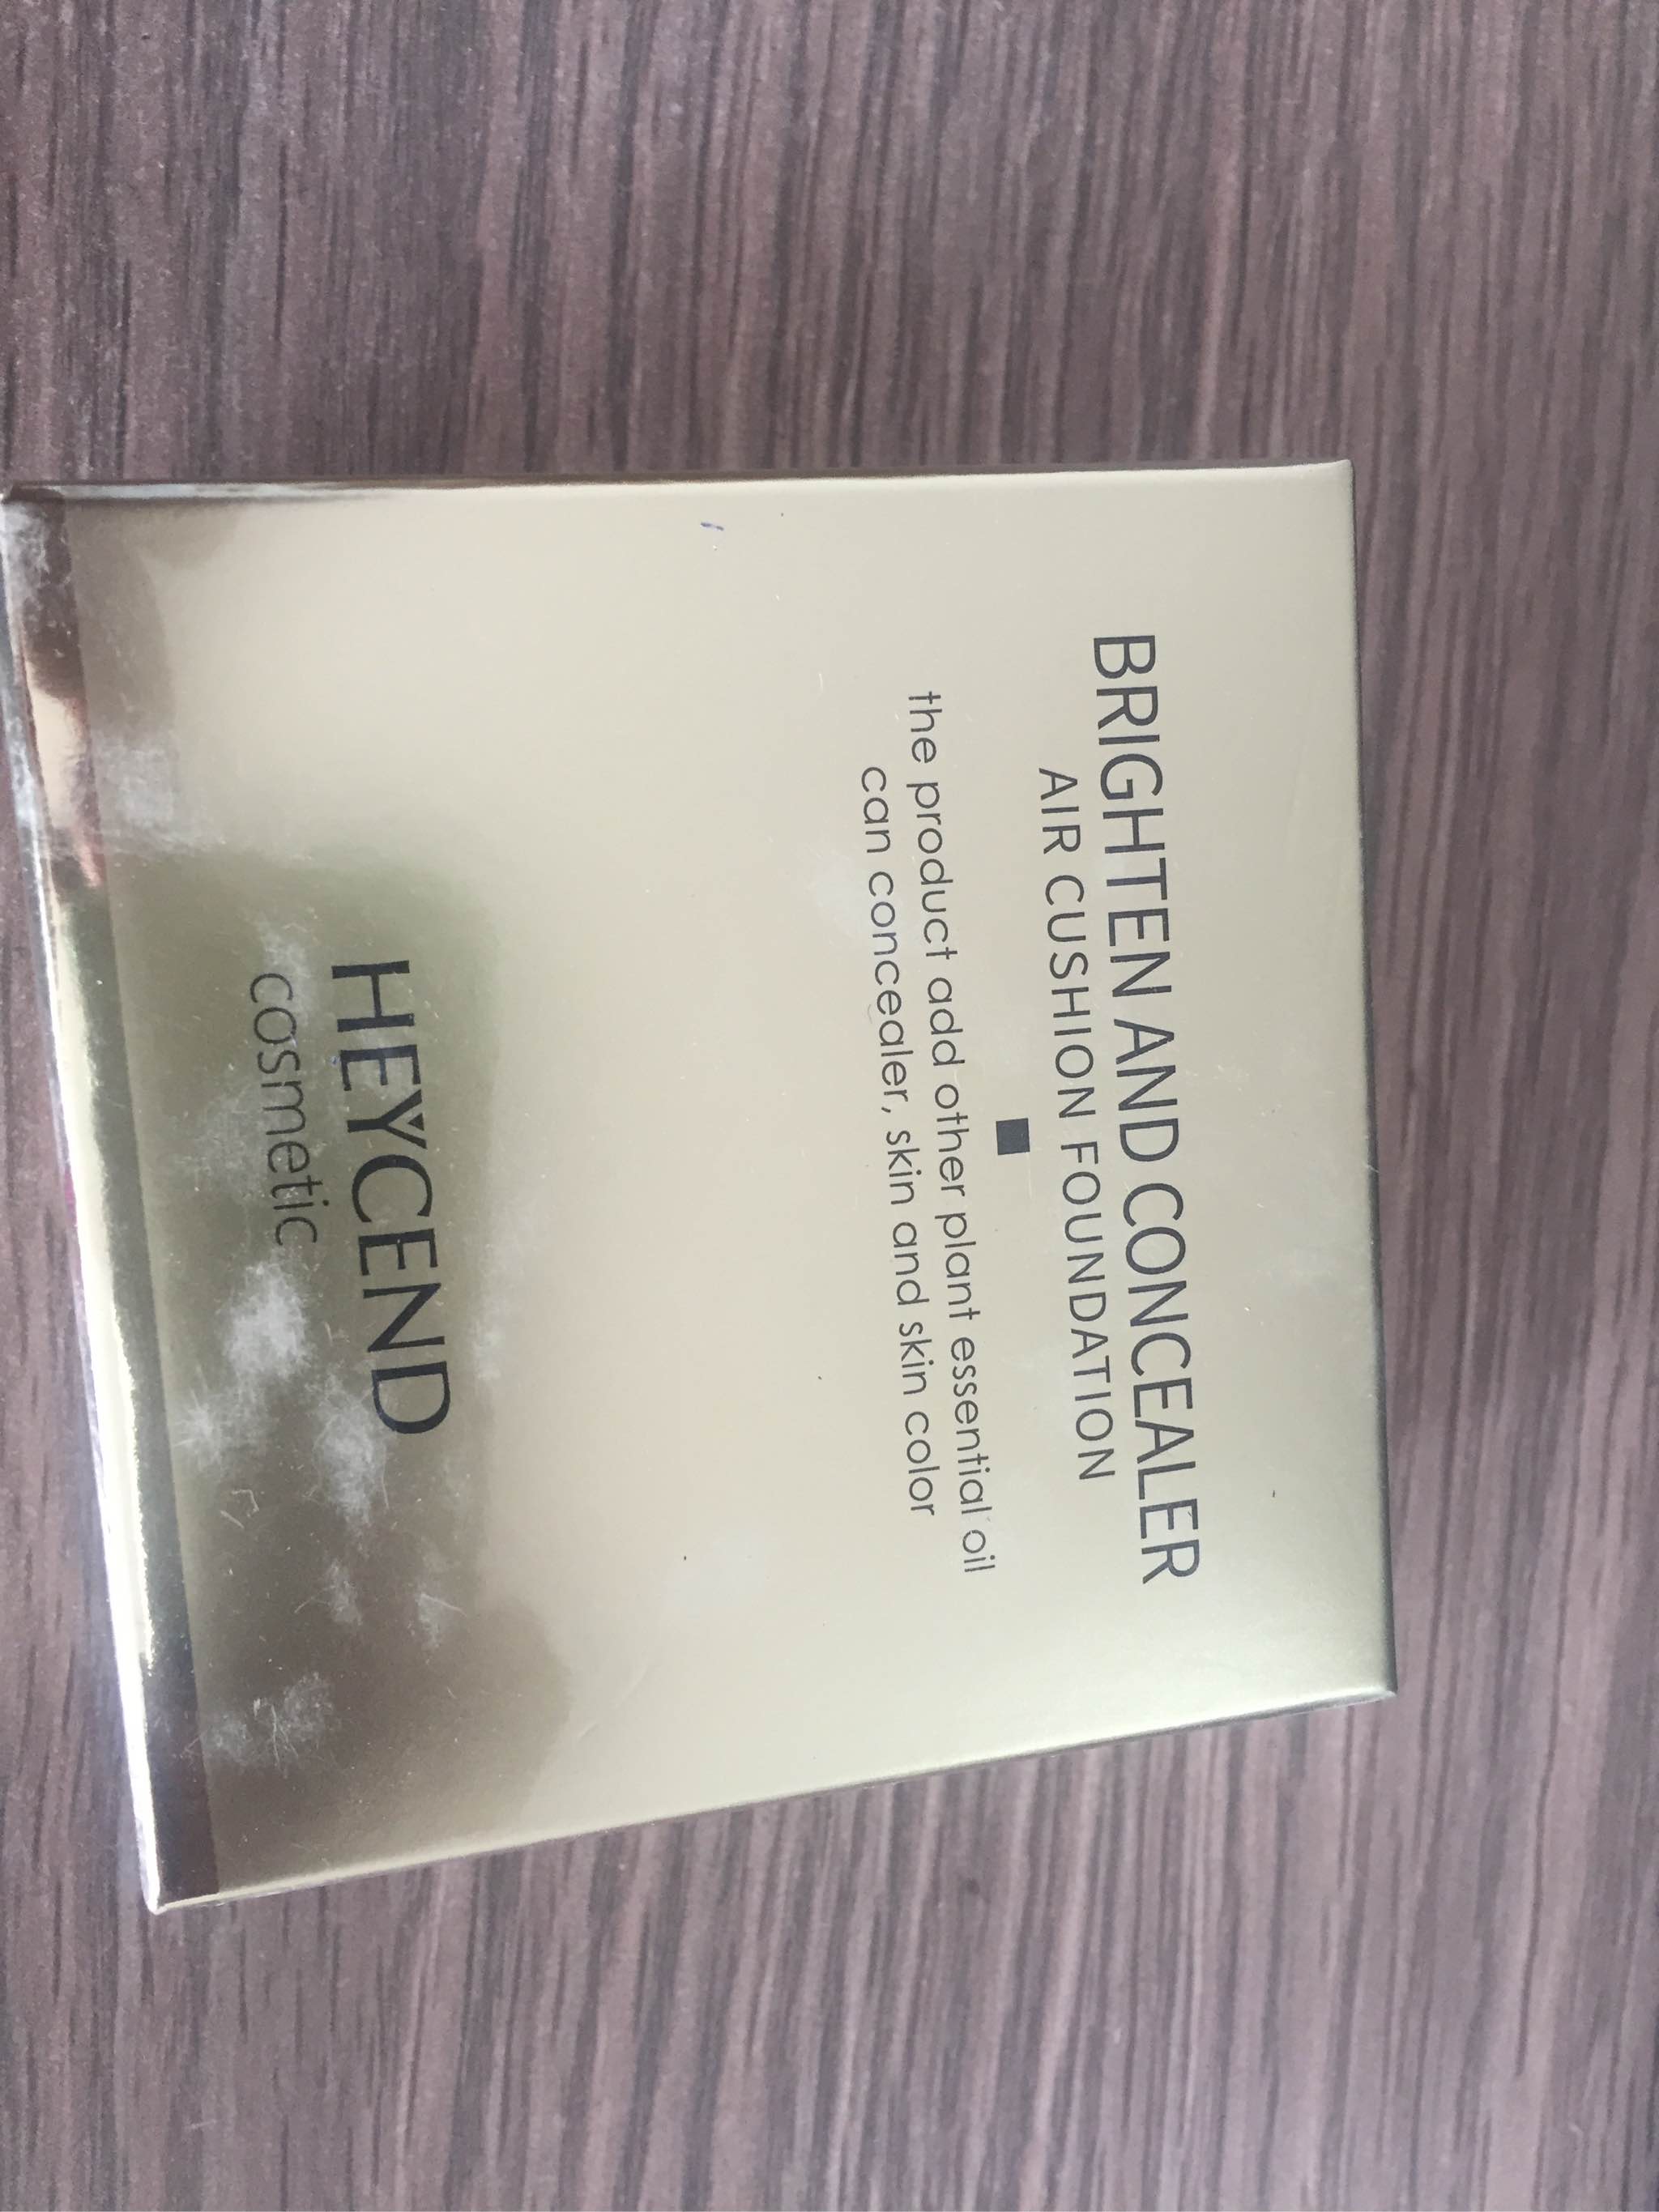 BRIGHTEN AND CONCEALER
AIR CUSHION FOUNDATION
the product add other plant essential oil
can concealer, skin and skin color
HEYCEND
cosmetic